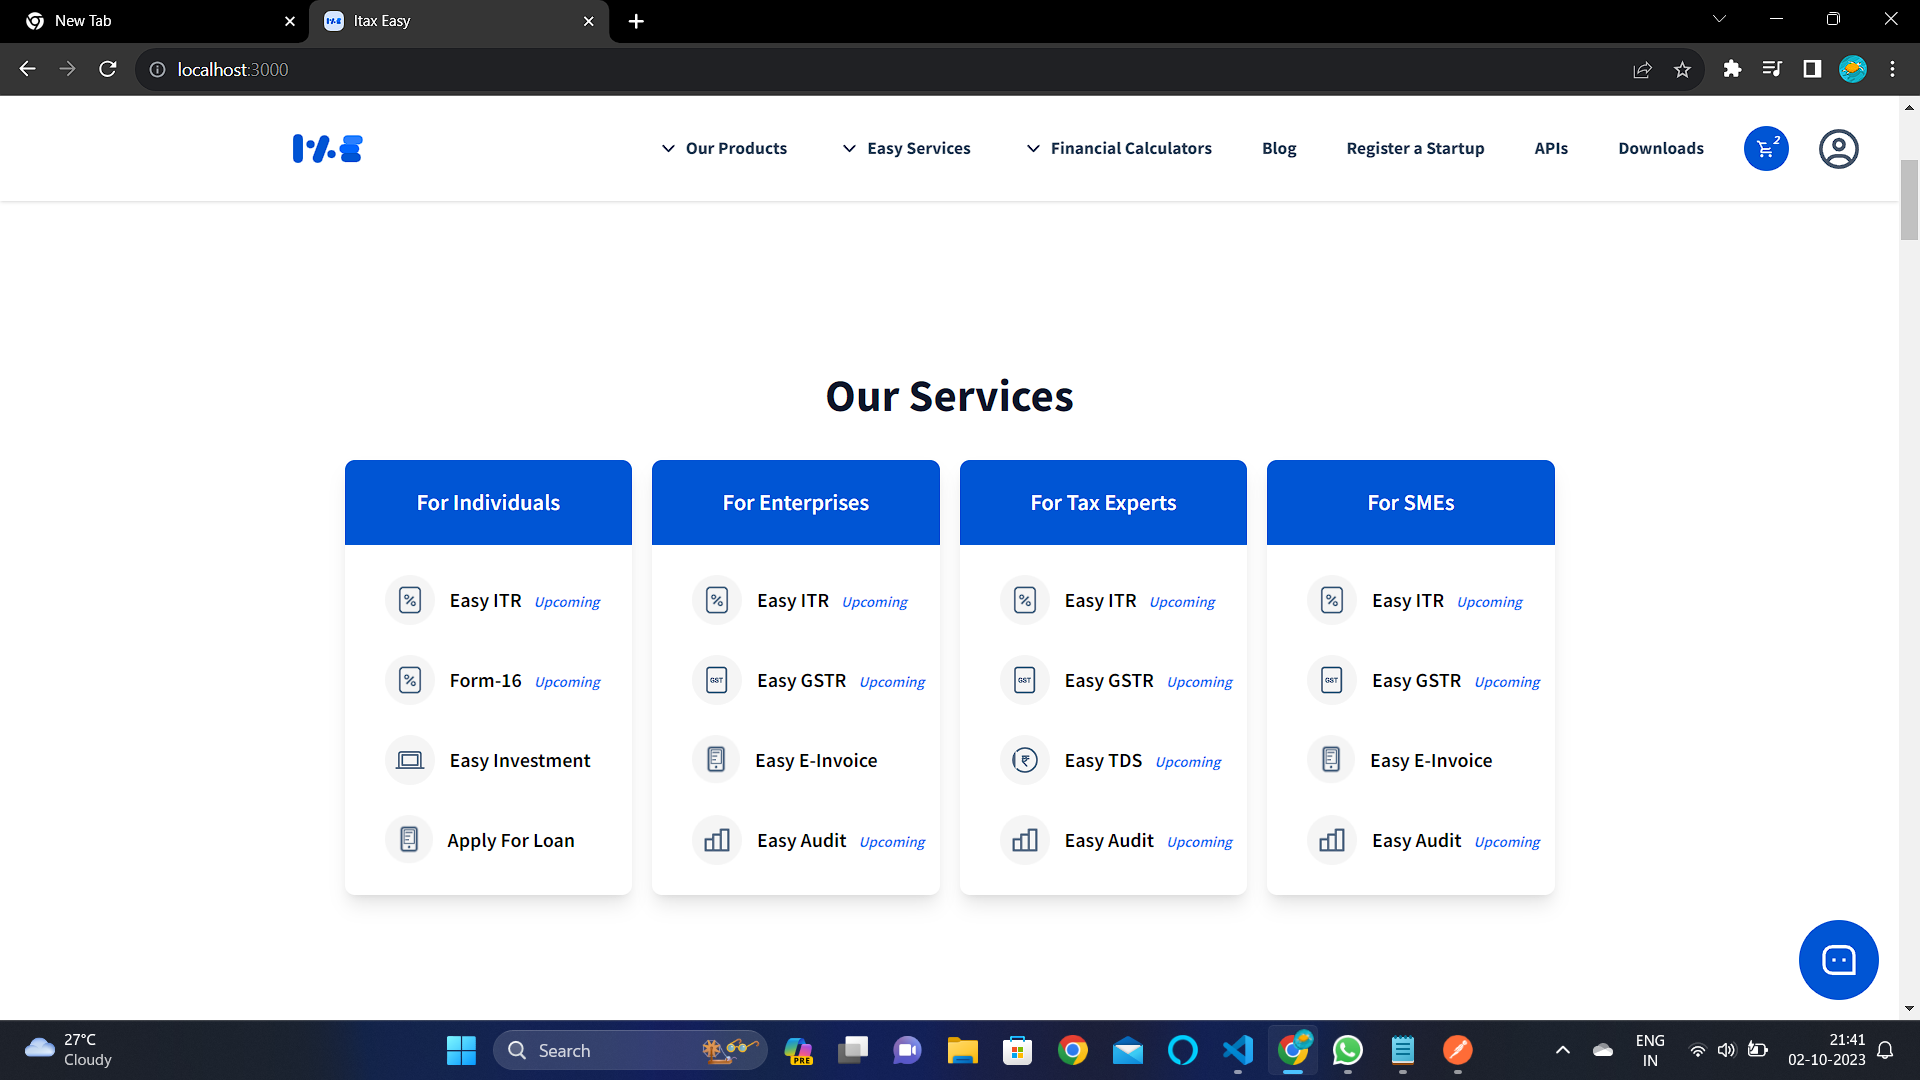 New Tab
Itax Easy
localhost:3000
Our Products
Easy Services
Financial Calculators
Blog
Register a Startup
APIs
Downloads
2
Our Services
For Individuals
Easy ITR Upcoming
Form-16 Upcoming
Easy Investment
Apply For Loan
For Enterprises
Easy ITR Upcoming
GST Easy GSTR Upcoming
Easy E-Invoice
Easy Audit Upcoming
For Tax Experts
Easy ITR Upcoming
GST Easy GSTR Upcoming
Easy TDS Upcoming
Easy Audit Upcoming
For SMEs
Easy ITR Upcoming
GST Easy GSTR Upcoming
Easy E-Invoice
Easy Audit Upcoming
27°C
Cloudy
Search
PRE
ENG
IN
21:41
02-10-2023